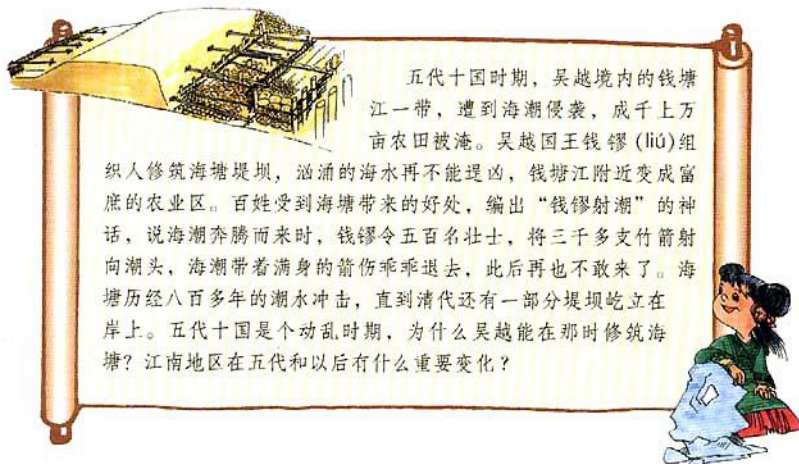 五代十国时期，吴越境内的钱塘
江一带，遭到海潮侵袭，成千上万
亩农田被淹。吴越国王钱镠(liú)组
织人修筑海塘堤坝，汹涌的海水再不能逞凶，钱塘江附近变成富
庶的农业区。百姓受到海塘带来的好处，编出“钱镠射潮”的神
话，说海潮奔腾而来时，钱镠令五百名壮士，将三千多支竹箭射
向潮头，海潮带着满身的箭伤乖乖退去，此后再也不敢来了。海
塘历经八百多年的潮水冲击，直到清代还有一部分堤坝屹立在
岸上。五代十国是个动乱时期，为什么吴越能在那时修筑海
塘？江南地区在五代和以后有什么重要变化？